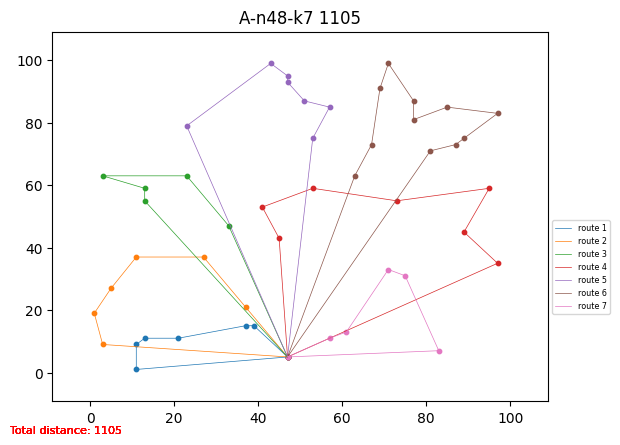 A-n48-k7 1105
100
80
60
40
20
0
0 20 40 60 80 100
route 1
route 2
route 3
route 4
route 5
route 6
route 7
Total distance: 1105